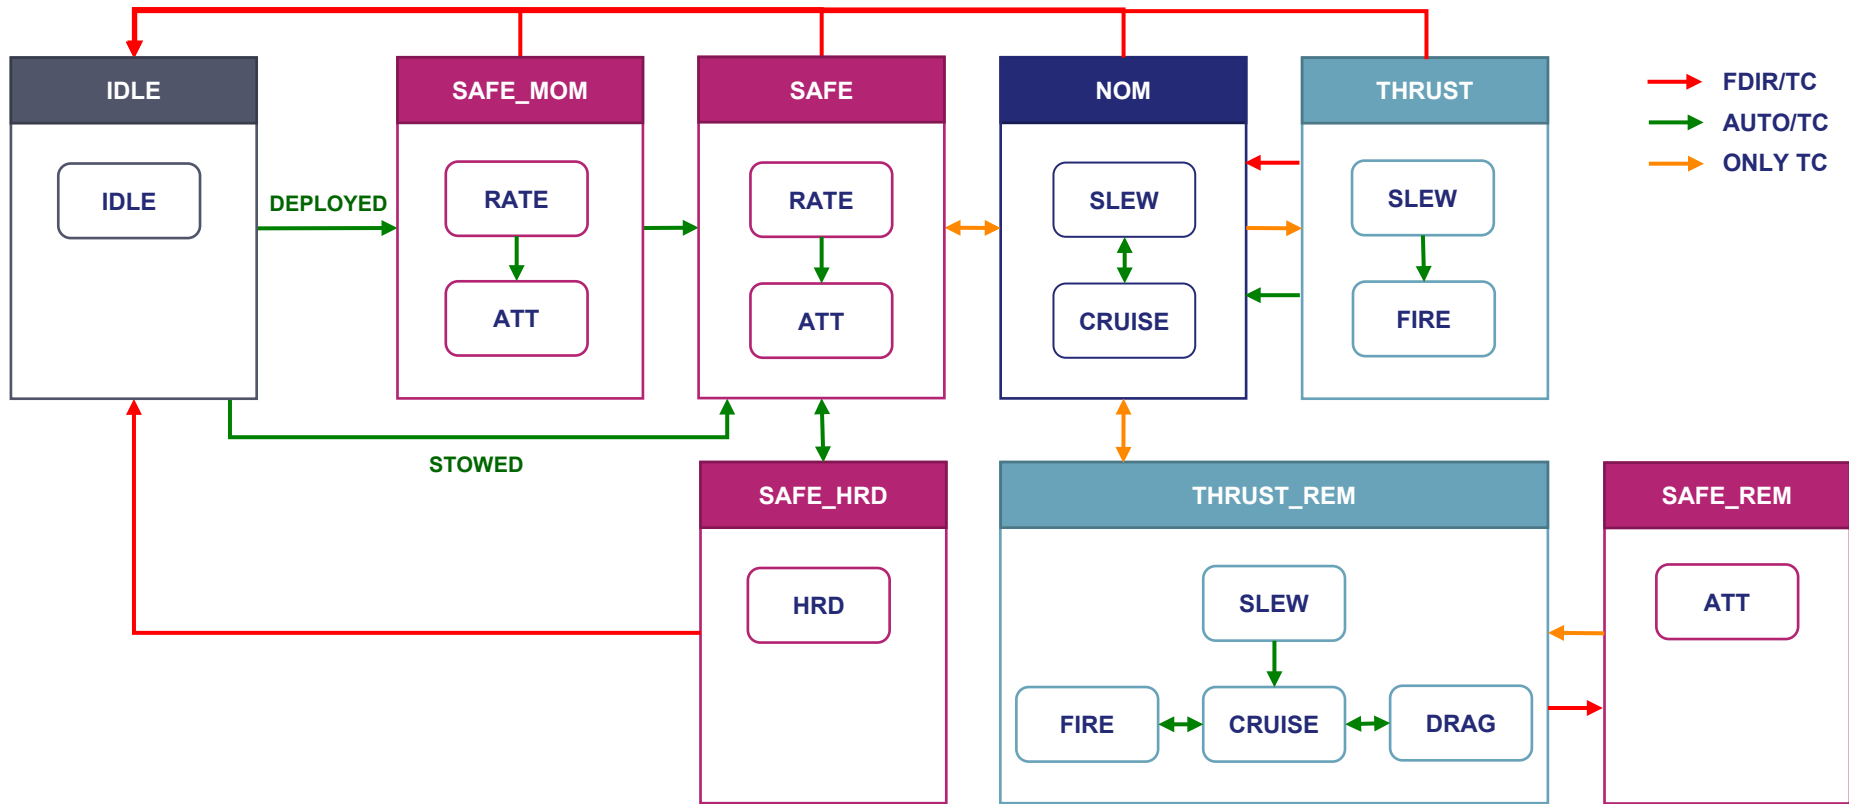 IDLE
SAFE_MOM
SAFE
NOM
THRUST
FDIR/TC
AUTO/TC
ONLY TC
IDLE
DEPLOYED
RATE
ATT
RATE
ATT
SLEW
CRUISE
SLEW
FIRE
STOWED
SAFE_HRD
THRUST_REM
SAFE_REM
HRD
SLEW
FIRE
CRUISE
DRAG
ATT